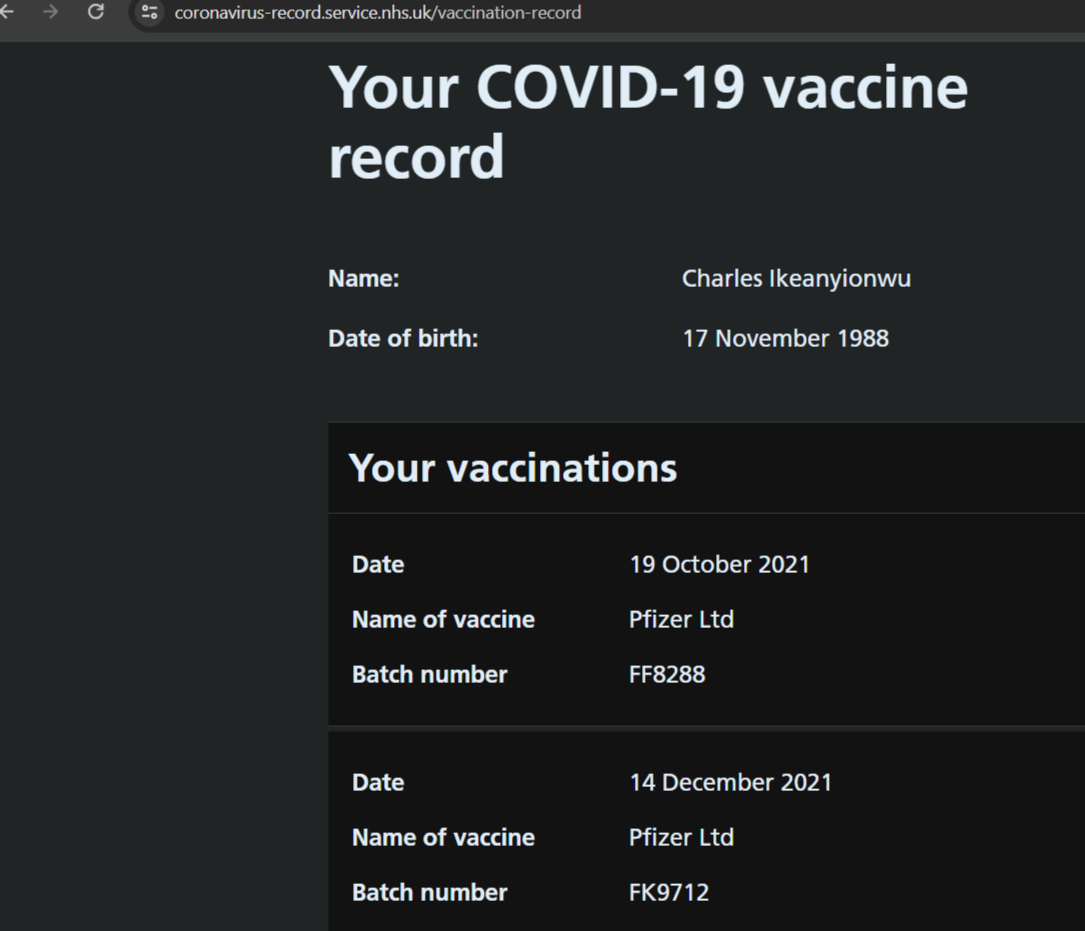 coronavirus-record.service.nhs.uk/vaccination-record
Your COVID-19 vaccine
record
Name: Charles Ikeanyionwu
Date of birth: 17 November 1988
Your vaccinations
Date 19 October 2021
Name of vaccine Pfizer Ltd
Batch number FF8288
Date 14 December 2021
Name of vaccine Pfizer Ltd
Batch number FK9712